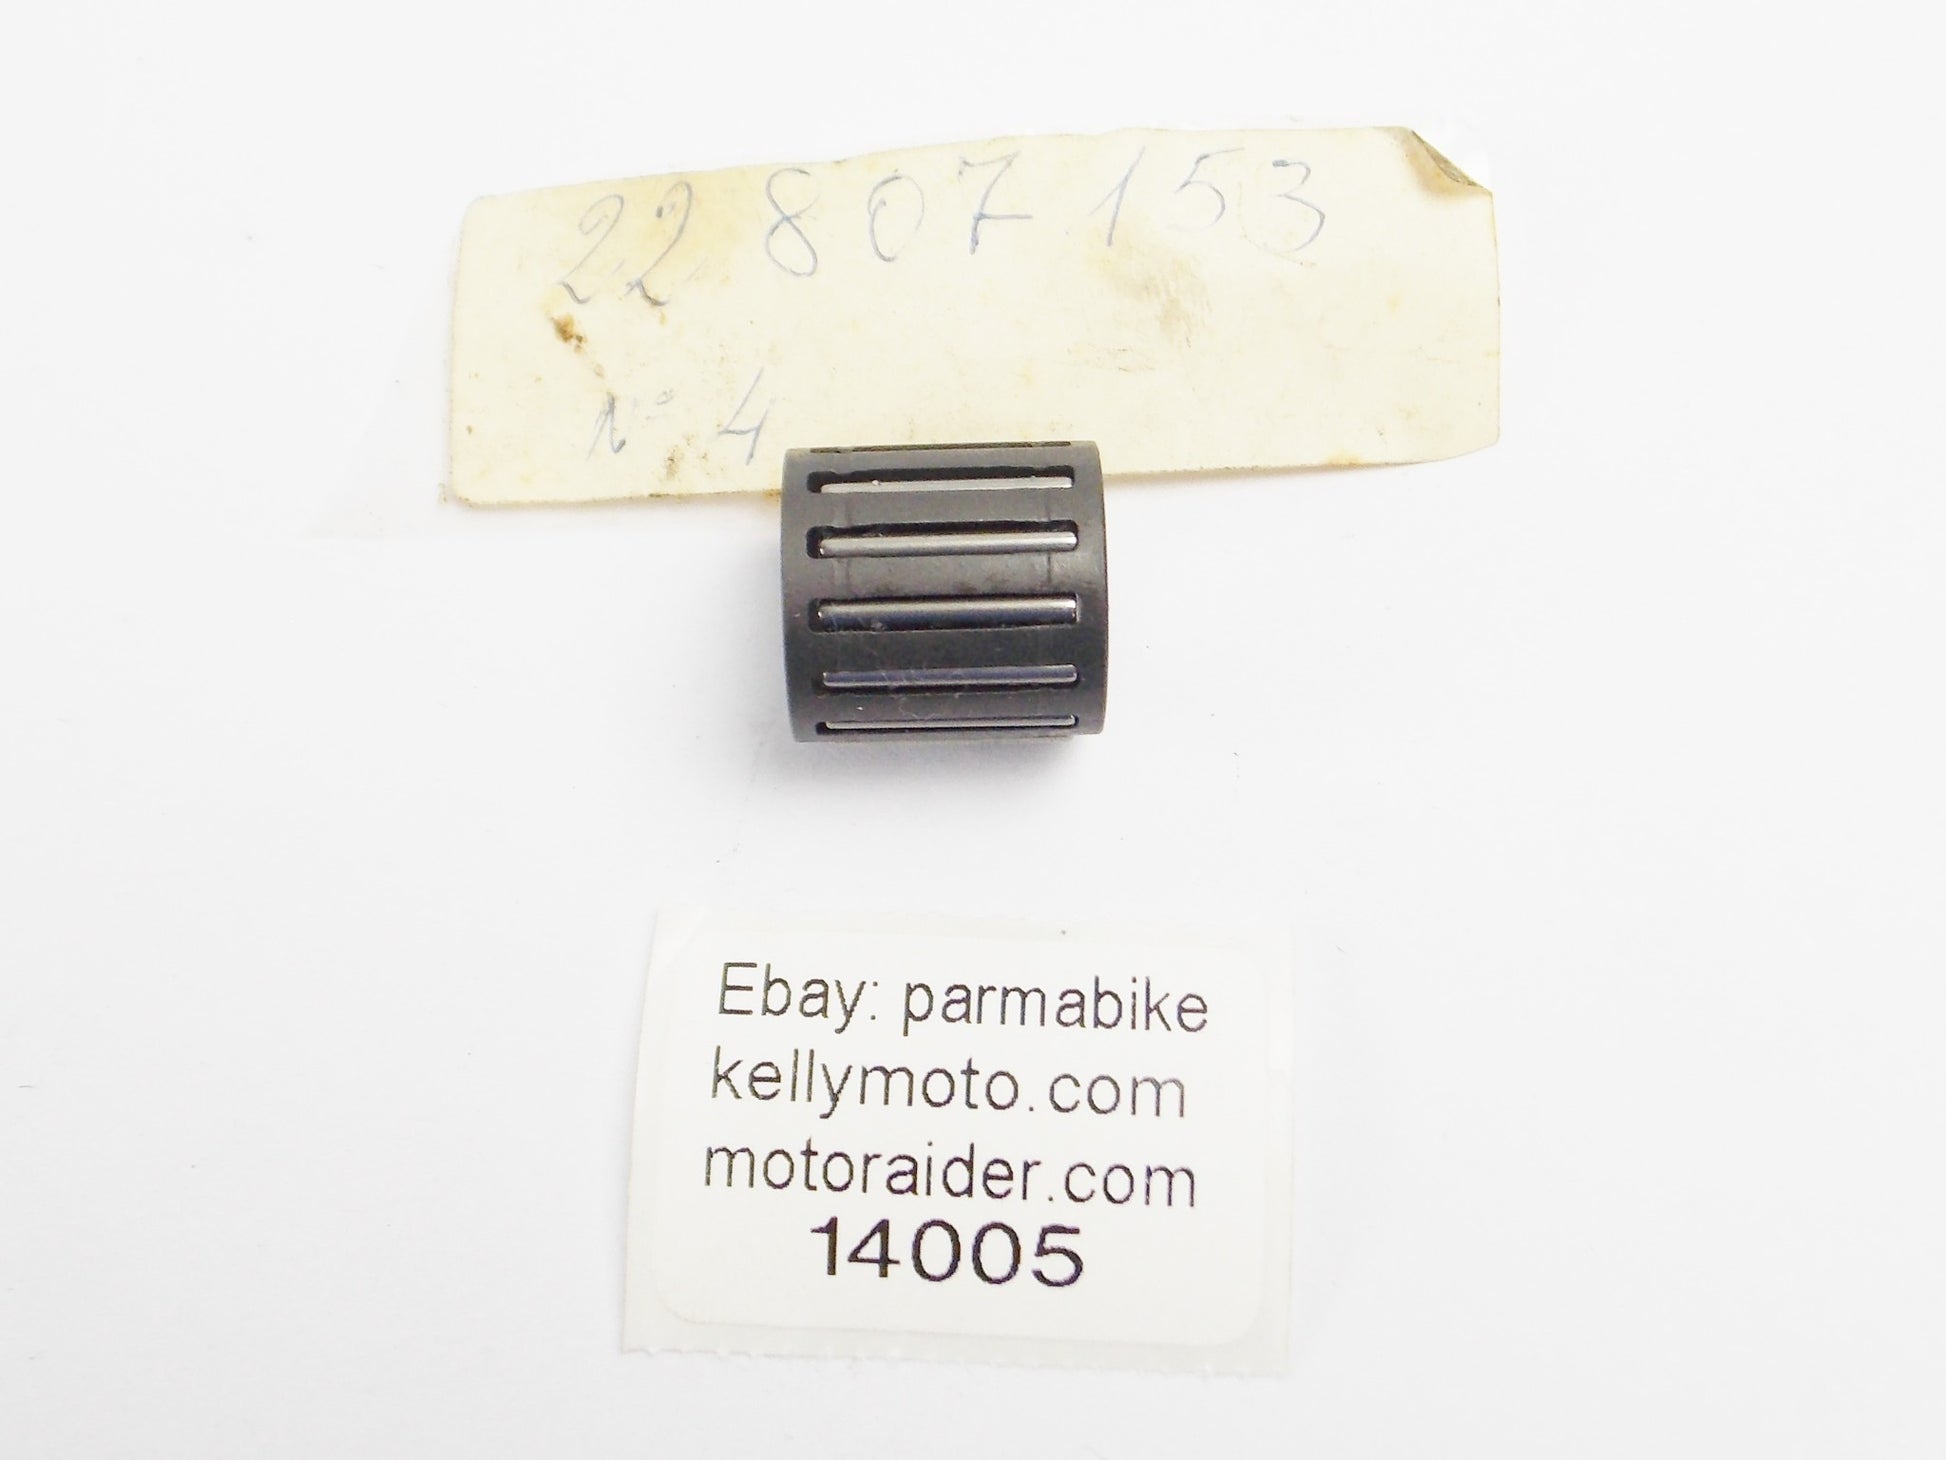 22 807 153
N° 4
Ebay: parmabike
kellymoto.com
motoraider.com
14005